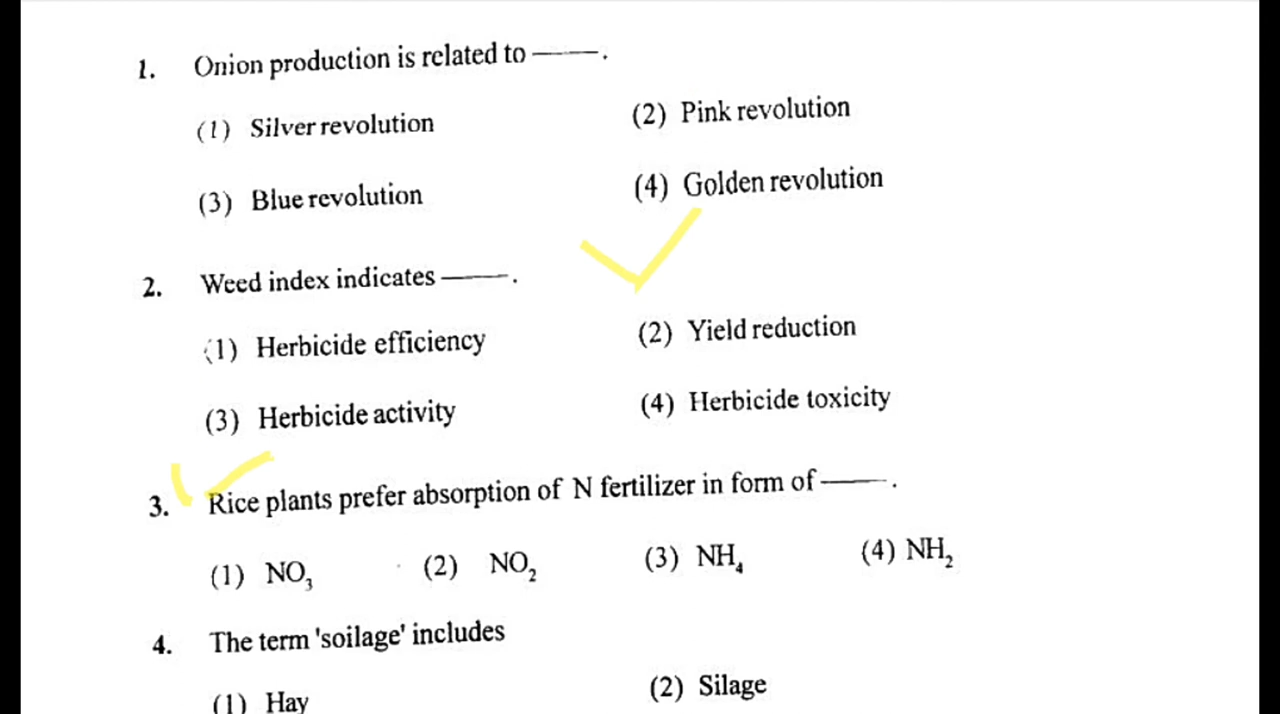 1. Onion production is related to ——.
(1) Silver revolution (2) Pink revolution
(3) Blue revolution (4) Golden revolution
2. Weed index indicates ——.
(1) Herbicide efficiency (2) Yield reduction
(3) Herbicide activity (4) Herbicide toxicity
3. Rice plants prefer absorption of N fertilizer in form of ——.
(1) NO₃ (2) NO₂ (3) NH₄ (4) NH₂
4. The term 'soilage' includes
(1) Hay (2) Silage